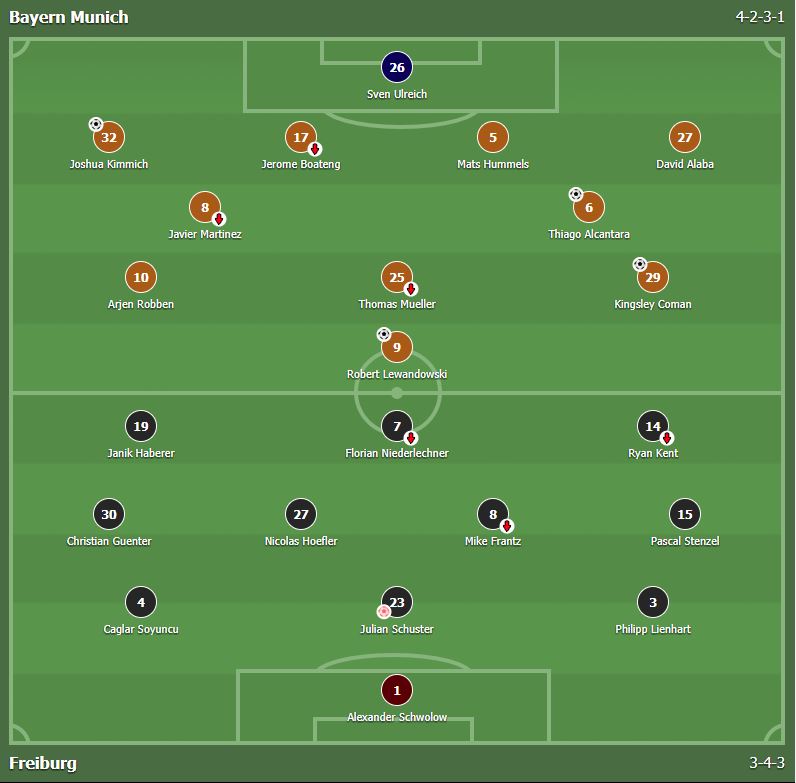 Bayern Munich 4-2-3-1
26
Sven Ulreich
32 17 5 27
Joshua Kimmich Jerome Boateng Mats Hummels David Alaba
8 6
Javier Martinez Thiago Alcantara
10 25 29
Arjen Robben Thomas Mueller Kingsley Coman
9
Robert Lewandowski
19 7 14
Janik Haberer Florian Niederlechner Ryan Kent
30 27 8 15
Christian Guenter Nicolas Hoefler Mike Frantz Pascal Stenzel
4 23 3
Caglar Soyuncu Julian Schuster Philipp Lienhart
1
Alexander Schwolow
Freiburg 3-4-3